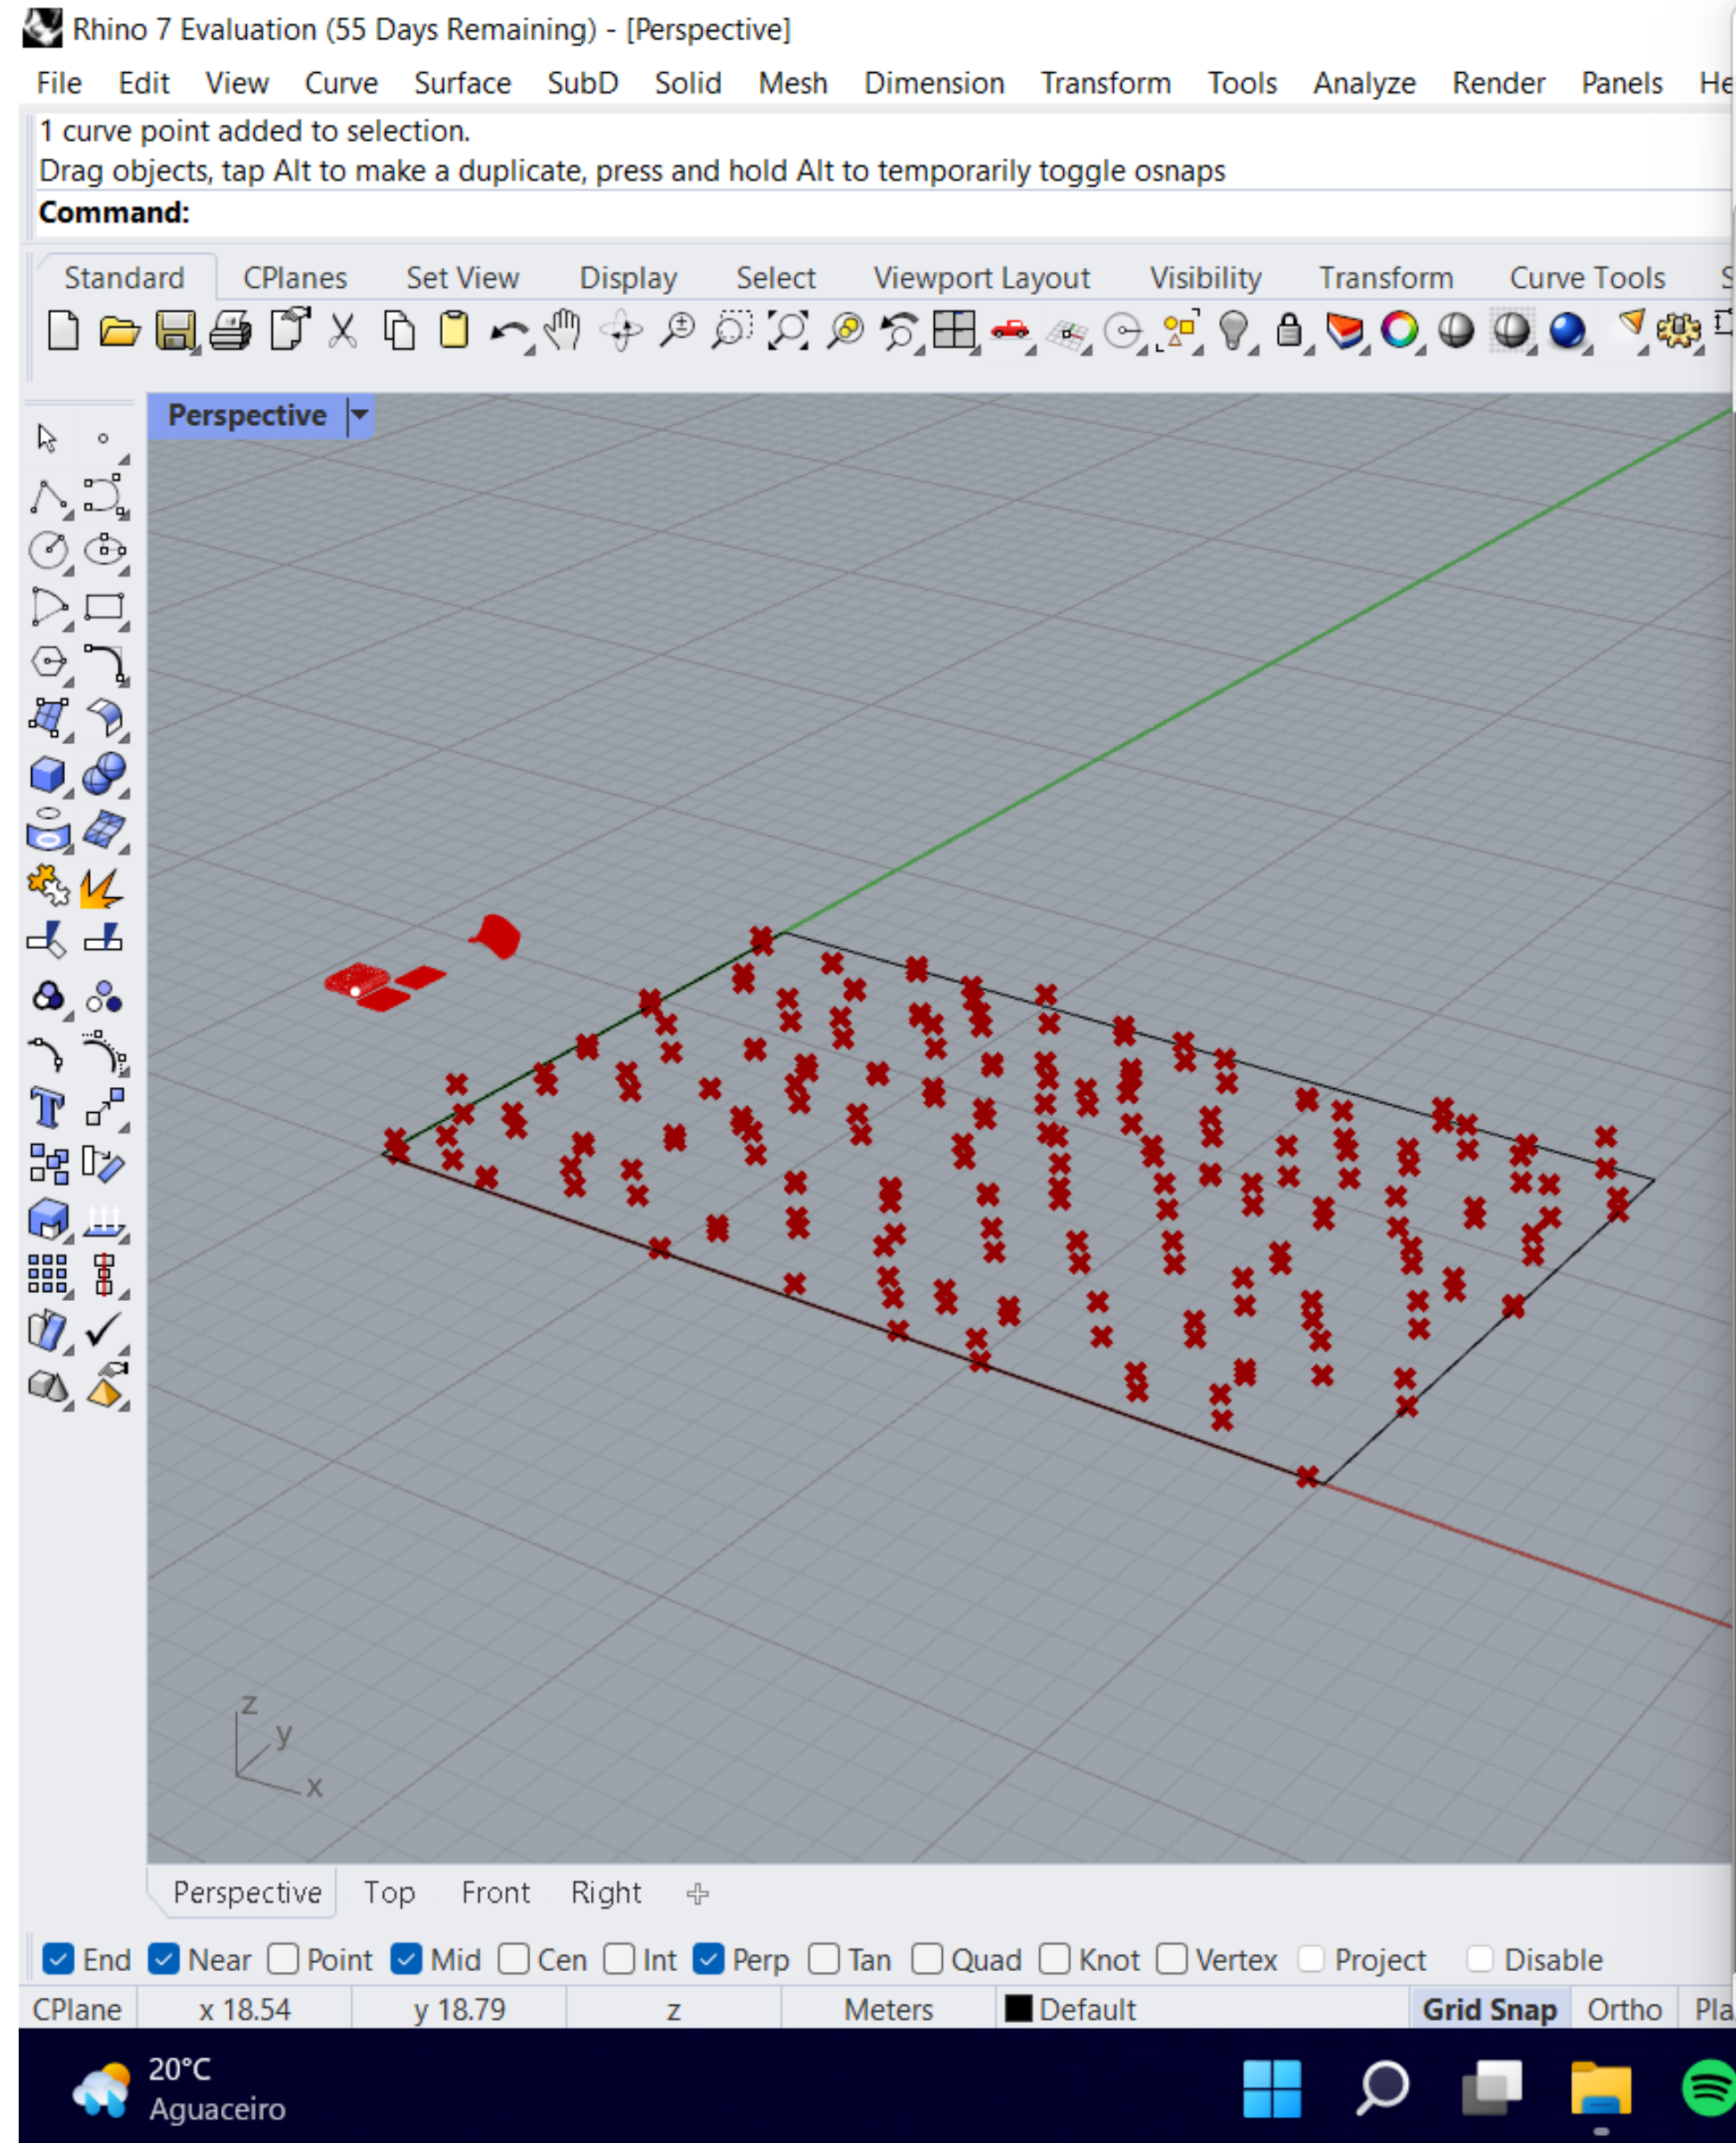 Rhino 7 Evaluation (55 Days Remaining) - [Perspective]
File Edit View Curve Surface SubD Solid Mesh Dimension Transform Tools Analyze Render Panels He
1 curve point added to selection.
Drag objects, tap Alt to make a duplicate, press and hold Alt to temporarily toggle osnaps
Command:
Standard CPlanes Set View Display Select Viewport Layout Visibility Transform Curve Tools S
Perspective
z
y
x
Perspective Top Front Right
End Near Point Mid Cen Int Perp Tan Quad Knot Vertex Project Disable
CPlane x 18.54 y 18.79 z Meters Default Grid Snap Ortho Pla
20°C
Aguaceiro